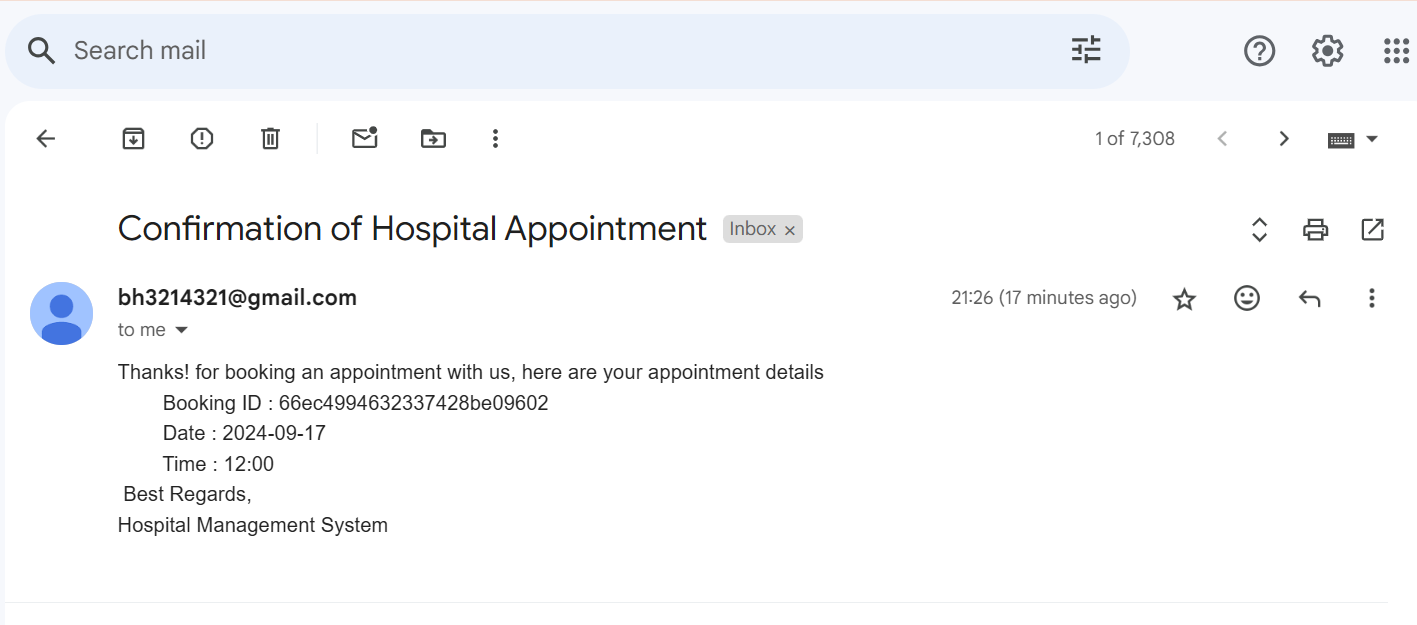 Search mail
1 of 7,308
Confirmation of Hospital Appointment Inbox ×
bh3214321@gmail.com 21:26 (17 minutes ago)
to me
Thanks! for booking an appointment with us, here are your appointment details
Booking ID : 66ec4994632337428be09602
Date : 2024-09-17
Time : 12:00
Best Regards,
Hospital Management System